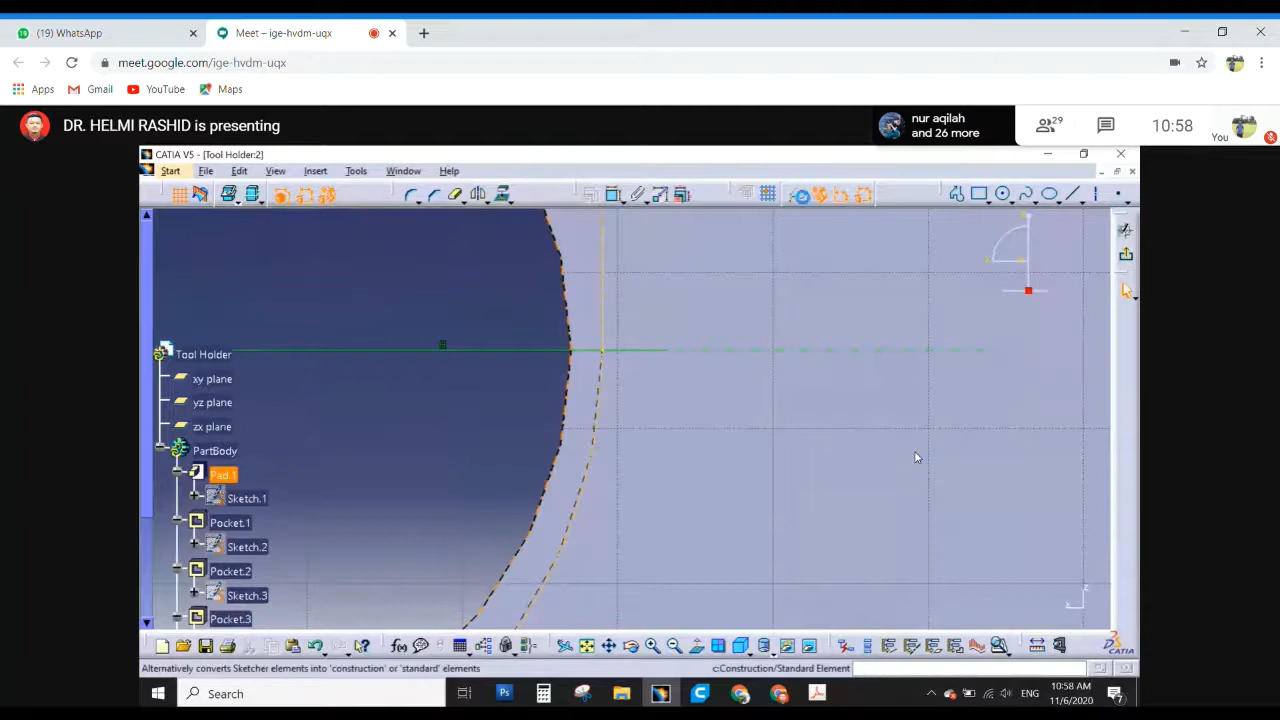 (19) WhatsApp
Meet – ige-hvdm-uqx
meet.google.com/ige-hvdm-uqx
Apps
Gmail
YouTube
Maps
DR. HELMI RASHID is presenting
nur aqilah
and 26 more
29
10:58
You
CATIA V5 - [Tool Holder:2]
Start File Edit View Insert Tools Window Help
Tool Holder
xy plane
yz plane
zx plane
PartBody
Pad.1
Sketch.1
Pocket.1
Sketch.2
Pocket.2
Sketch.3
Pocket.3
Alternatively converts Sketcher elements into 'construction' or 'standard' elements
c:Construction/Standard Element
CATIA
Search
ENG
10:58 AM
11/6/2020